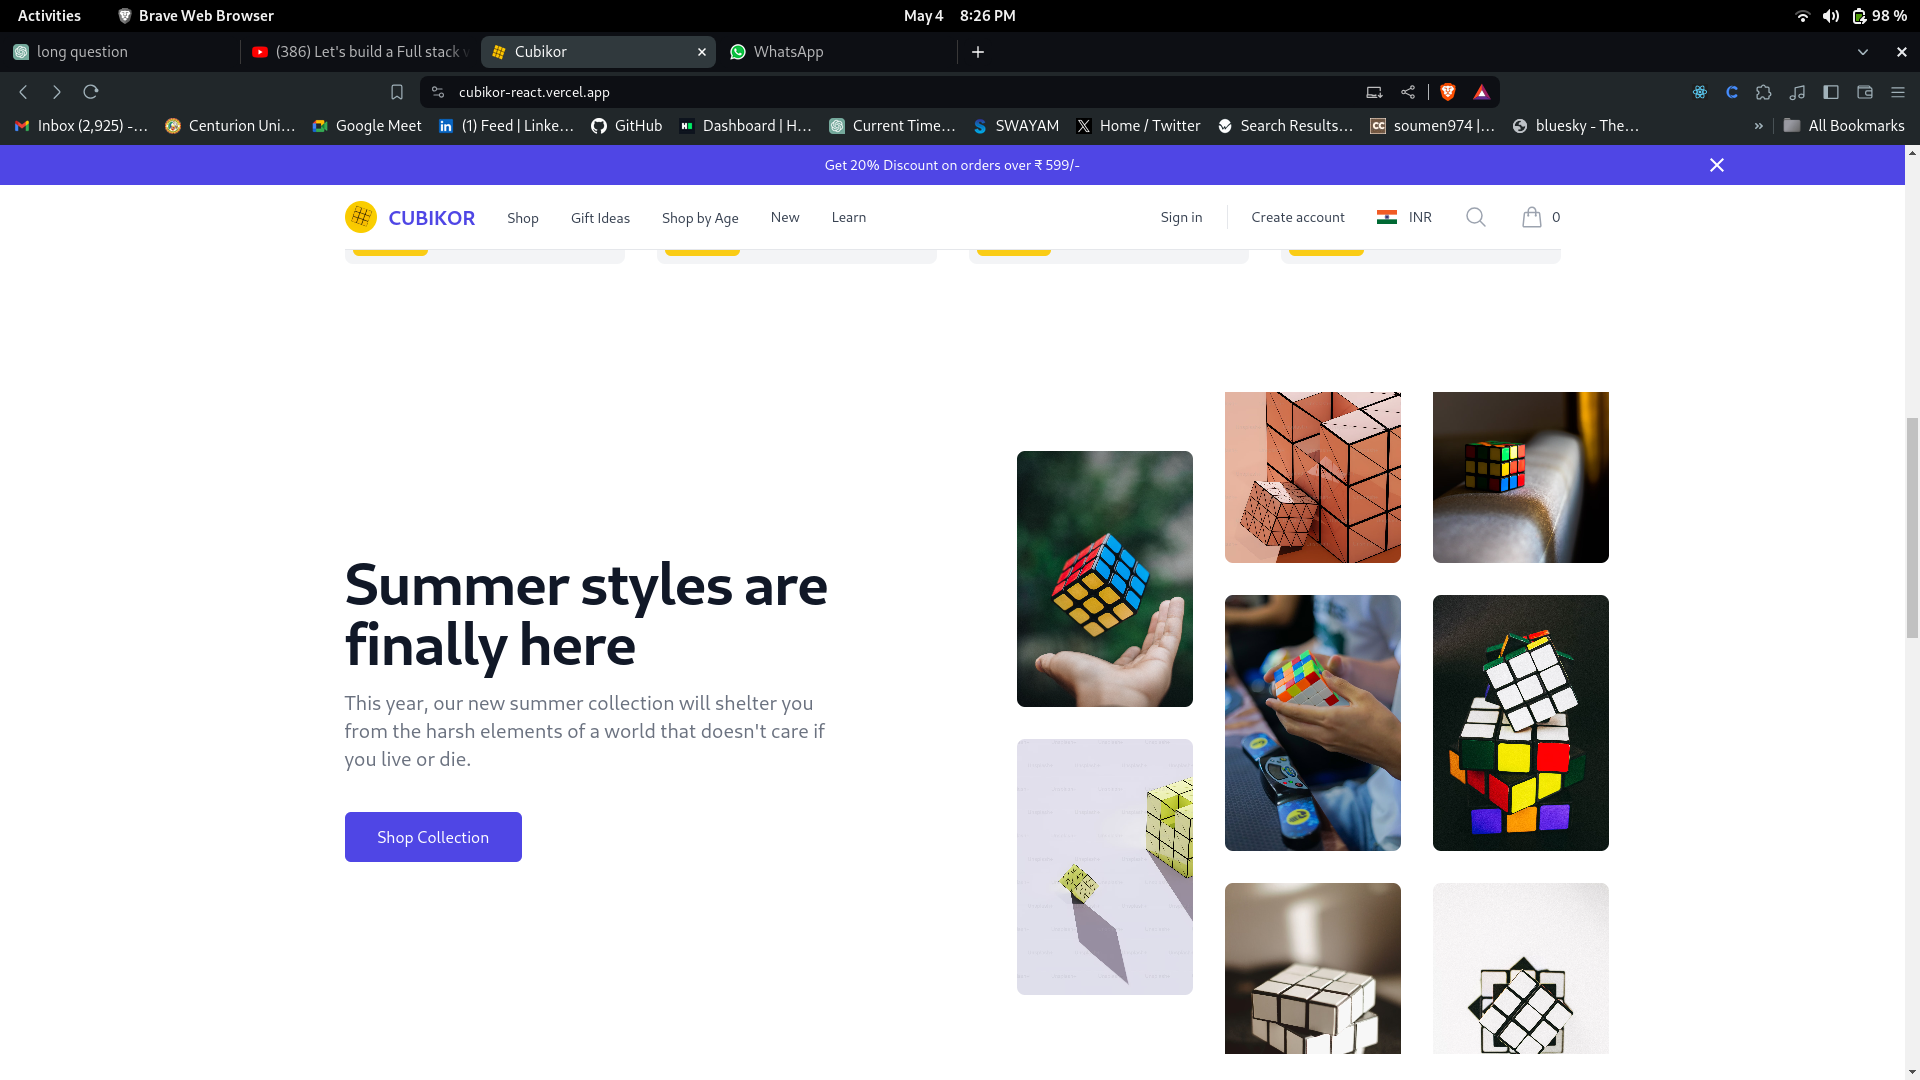 Activities
Brave Web Browser
May 4 8:26 PM
98 %
long question
(386) Let's build a Full stack
Cubikor
WhatsApp
cubikor-react.vercel.app
Inbox (2,925) -...
Centurion Uni...
Google Meet
(1) Feed | Linke...
GitHub
Dashboard | H...
Current Time...
SWAYAM
Home / Twitter
Search Results...
soumen974 |...
bluesky - The...
»
All Bookmarks
Get 20% Discount on orders over ₹ 599/-
CUBIKOR
Shop
Gift Ideas
Shop by Age
New
Learn
Sign in
Create account
INR
0
Summer styles are
finally here
This year, our new summer collection will shelter you
from the harsh elements of a world that doesn't care if
you live or die.
Shop Collection